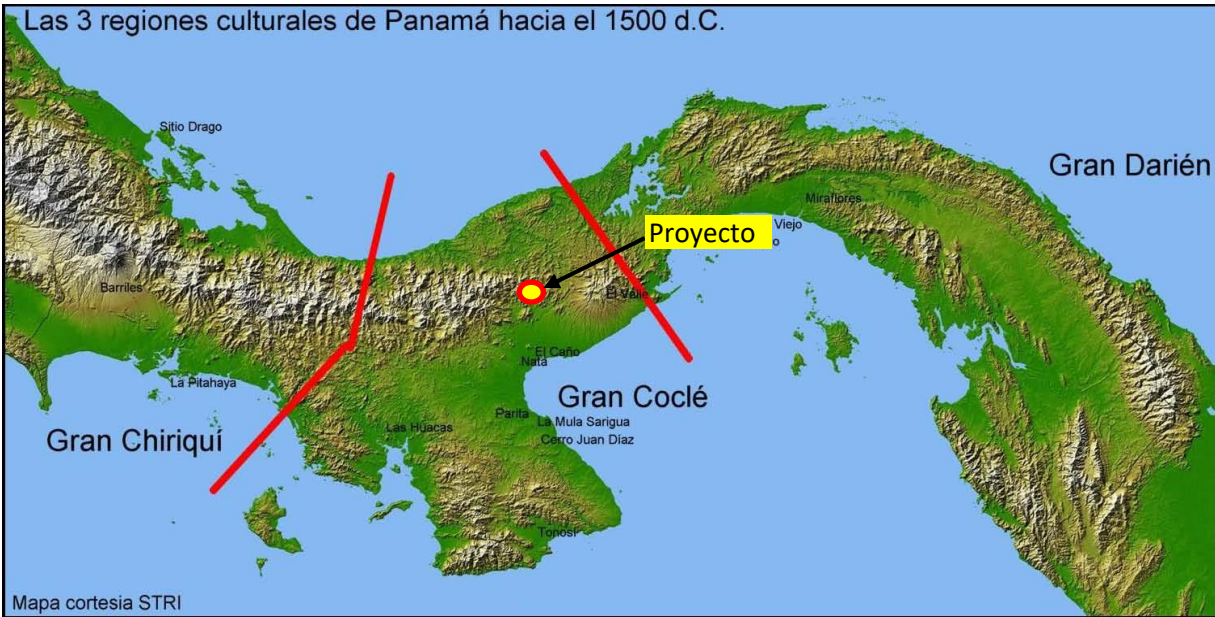 Las 3 regiones culturales de Panamá hacia el 1500 d.C.
Sitio Drago
Gran Darién
Miraflores
Viejo
Proyecto
o
Barriles
El Valle
El Caño
Natá
La Pitahaya
Gran Coclé
Parita
La Mula Sarigua
Las Huacas
Gran Chiriquí
Cerro Juan Díaz
Tonosí
Mapa cortesia STRI